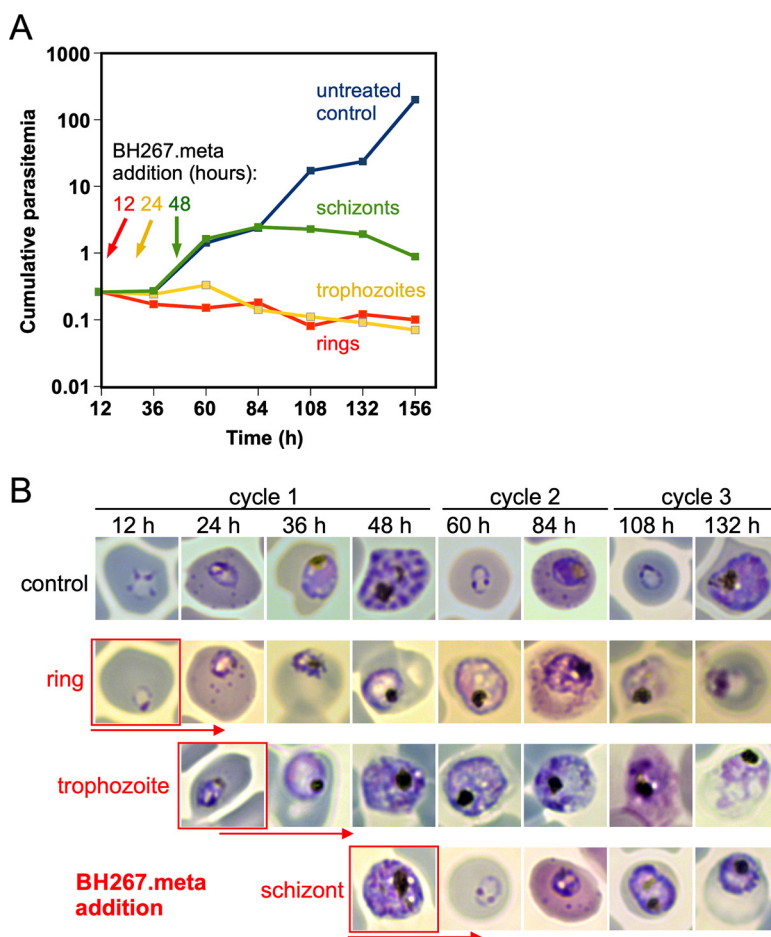 A
1000
100
10
1
0.1
0.01
Cumulative parasitemia
untreated
control
BH267.meta
addition (hours):
12 24 48
schizonts
trophozoites
rings
12 36 60 84 108 132 156
Time (h)
B
cycle 1 cycle 2 cycle 3
12 h 24 h 36 h 48 h 60 h 84 h 108 h 132 h
control
ring
trophozoite
BH267.meta
addition
schizont